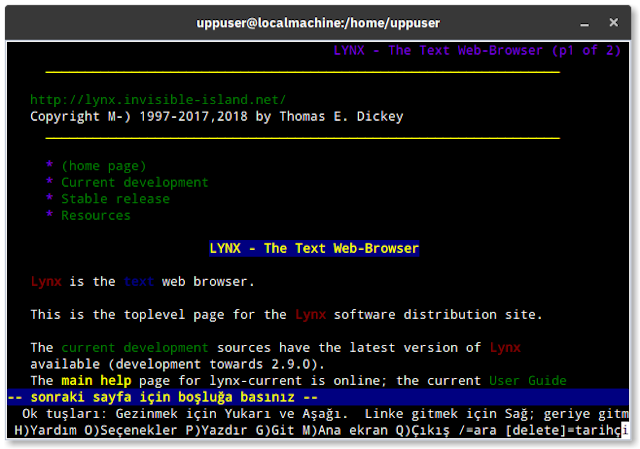 uppuser@localmachine:/home/uppuser
LYNX - The Text Web-Browser (p1 of 2)
http://lynx.invisible-island.net/
Copyright M-) 1997-2017,2018 by Thomas E. Dickey
* (home page)
* Current development
* Stable release
* Resources
LYNX - The Text Web-Browser
Lynx is the text web browser.
This is the toplevel page for the Lynx software distribution site.
The current development sources have the latest version of Lynx
available (development towards 2.9.0).
The main help page for lynx-current is online; the current User Guide
-- sonraki sayfa için boşluğa basınız --
Ok tuşları: Gezinmek için Yukarı ve Aşağı. Linke gitmek için Sağ; geriye gitm
H)Yardım O)Seçenekler P)Yazdır G)Git M)Ana ekran Q)Çıkış /=ara [delete]=tarihçi